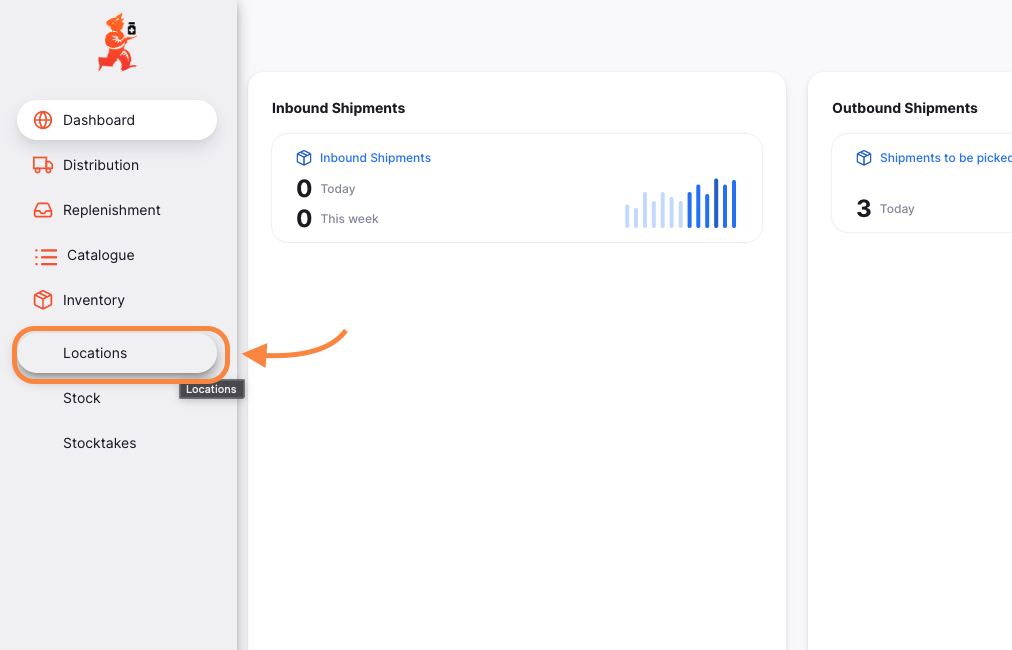 Dashboard
Distribution
Replenishment
Catalogue
Inventory
Locations
Locations
Stock
Stocktakes
Inbound Shipments
Inbound Shipments
0 Today
0 This week
Outbound Shipments
Shipments to be picked
3 Today